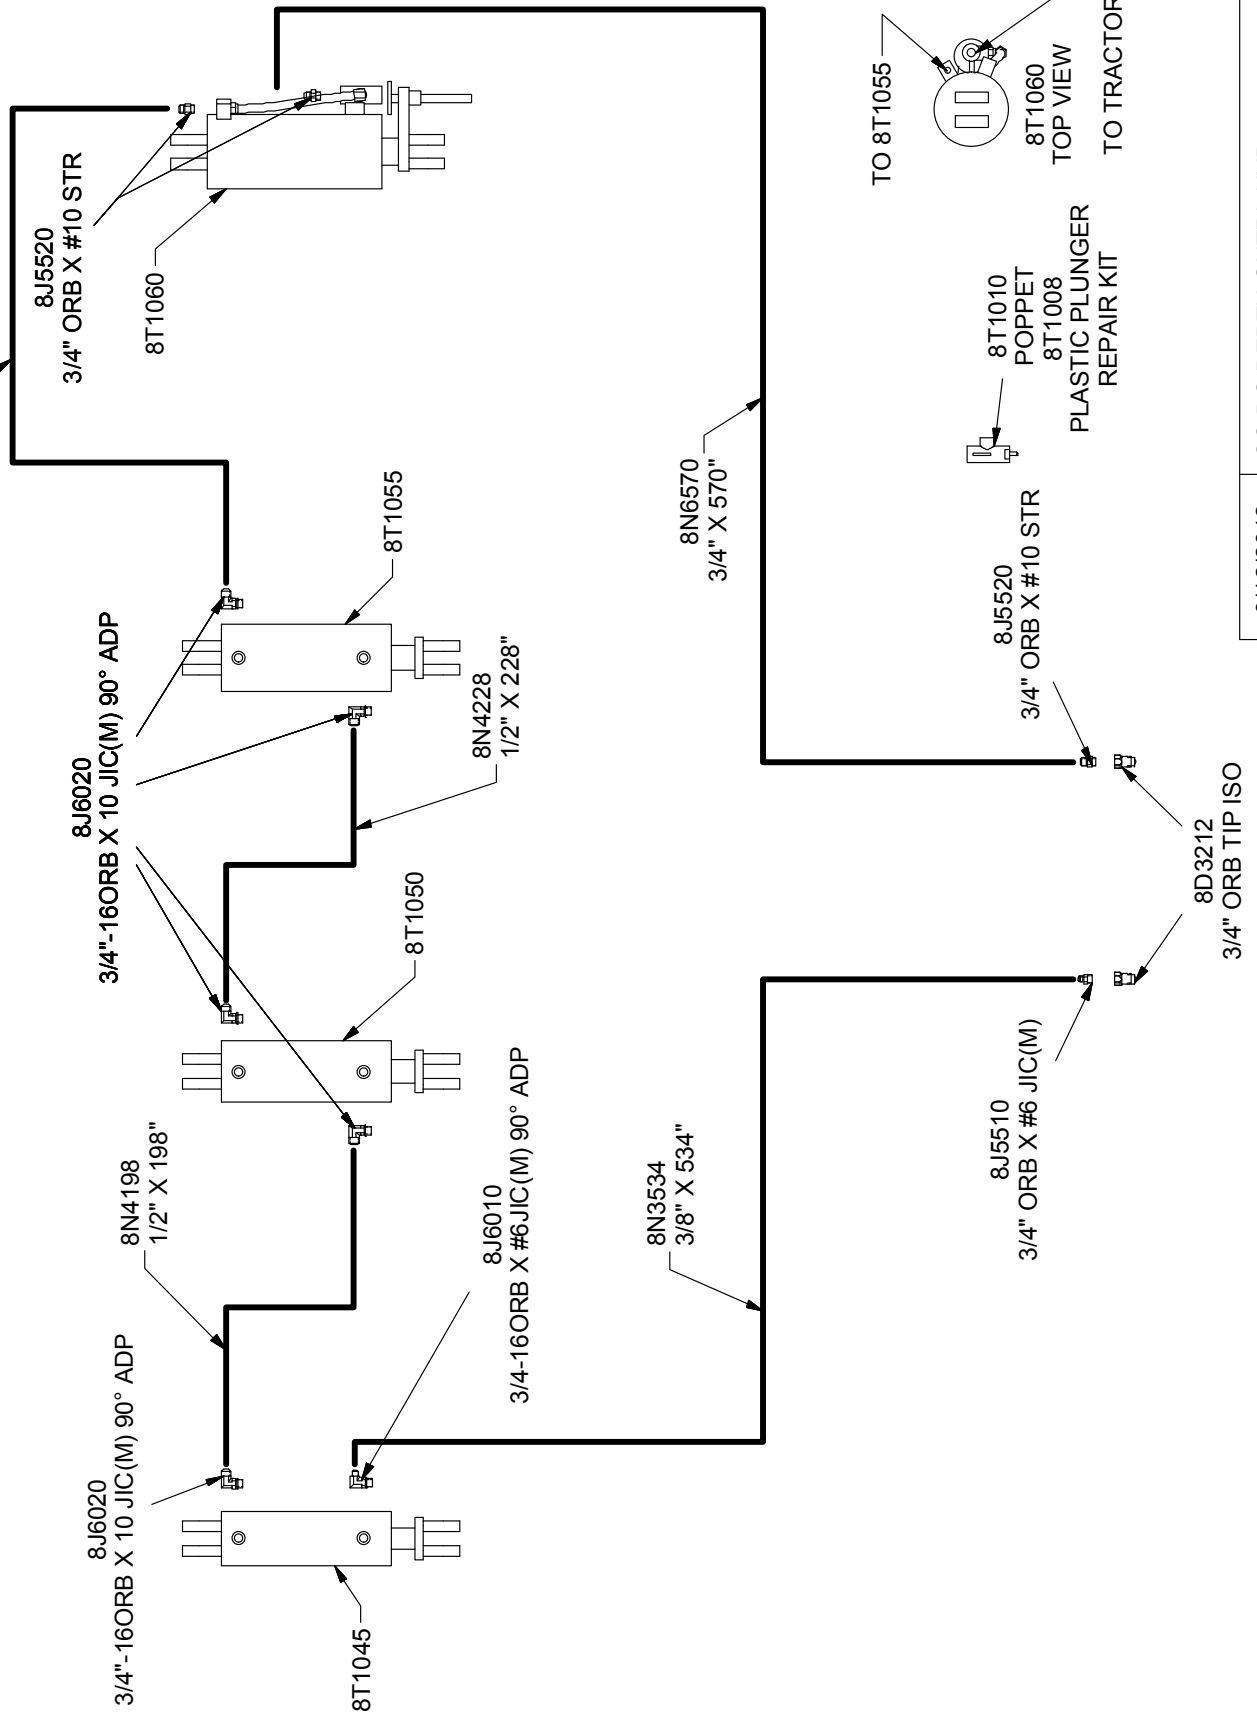 8J5520
3/4" ORB X #10 STR
8T1060
8J6020
3/4"-16ORB X 10 JIC(M) 90° ADP
8T1055
8N4228
1/2" X 228"
8T1050
8N4198
1/2" X 198"
8J6020
3/4"-16ORB X 10 JIC(M) 90° ADP
8T1045
8J6010
3/4-16ORB X #6JIC(M) 90° ADP
8N3534
3/8" X 534"
8N6570
3/4" X 570"
TO 8T1055
8T1060
TOP VIEW
TO TRACTOR
8T1010
POPPET
8T1008
PLASTIC PLUNGER
REPAIR KIT
8J5520
3/4" ORB X #10 STR
8J5510
3/4" ORB X #6 JIC(M)
8D3212
3/4" ORB TIP ISO